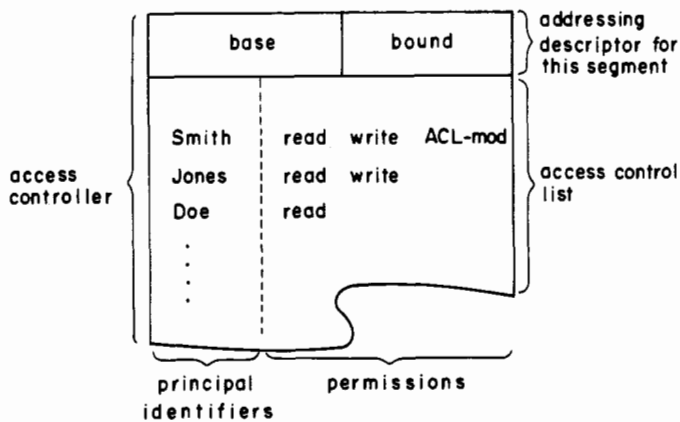 base bound
addressing
descriptor for
this segment
Smith read write ACL-mod
Jones read write
Doe read
access
controller
access control
list
principal
identifiers
permissions